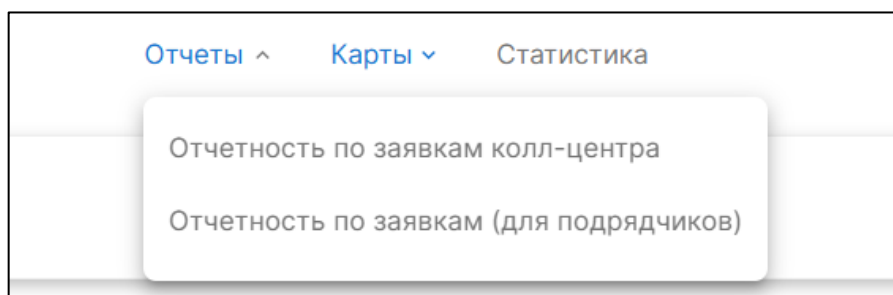 Отчеты Карты Статистика
Отчетность по заявкам колл-центра
Отчетность по заявкам (для подрядчиков)